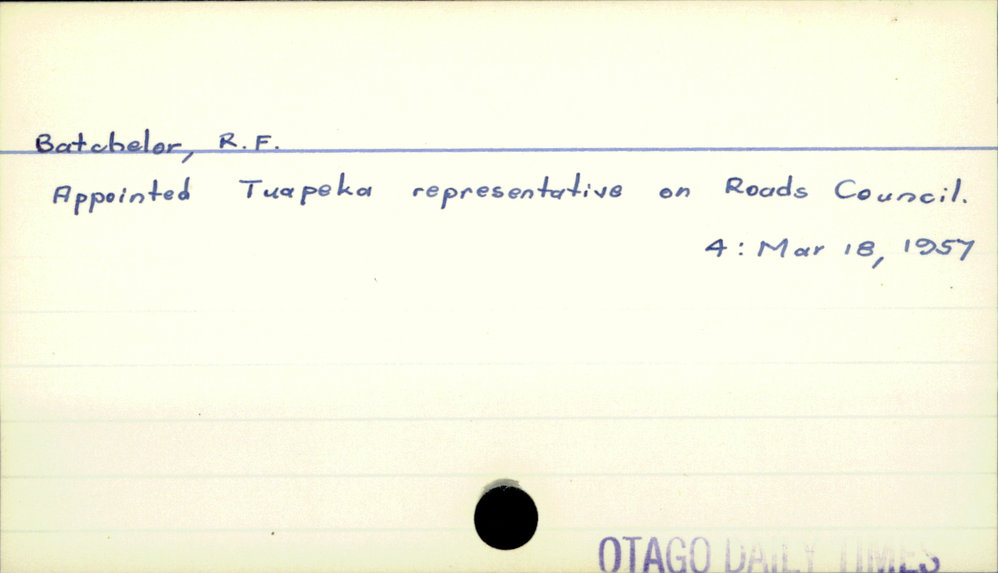 Batchelor, R.F.
Appointed Tuapeka representative on Roads Council.
4: Mar 18, 1957
OTAGO DAILY TIMES